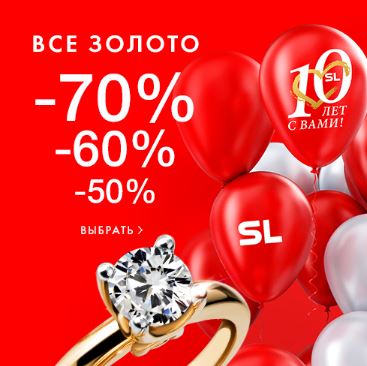 ВСЕ ЗОЛОТО
-70%
-60%
-50%
ВЫБРАТЬ >
10
SL
ЛЕТ
С ВАМИ!
SL